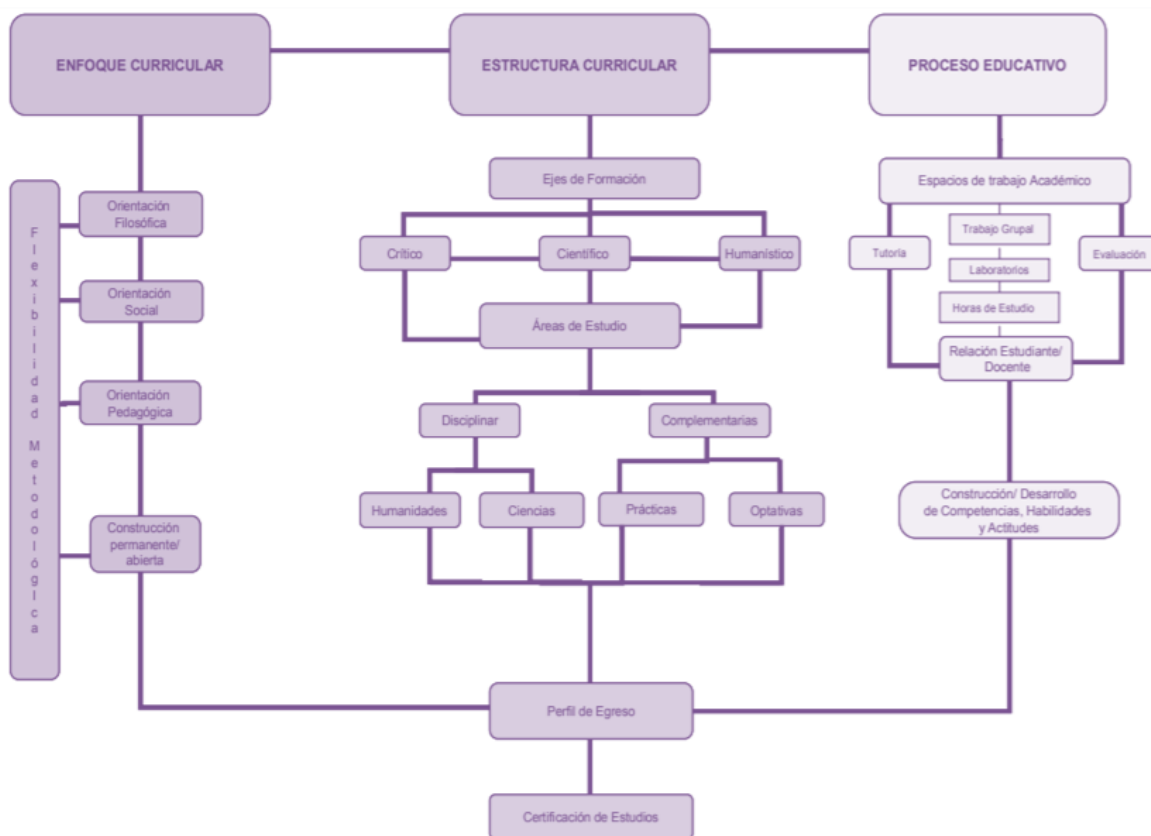 ENFOQUE CURRICULAR
ESTRUCTURA CURRICULAR
PROCESO EDUCATIVO
Flexibilidad Metodológica
Orientación
Filosófica
Orientación
Social
Orientación
Pedagógica
Construcción
permanente/
abierta
Ejes de Formación
Crítico
Científico
Humanístico
Áreas de Estudio
Disciplinar
Complementarias
Humanidades
Ciencias
Prácticas
Optativas
Espacios de trabajo Académico
Tutoría
Trabajo Grupal
Laboratorios
Horas de Estudio
Evaluación
Relación Estudiante/
Docente
Construcción/ Desarrollo
de Competencias, Habilidades
y Actitudes
Perfil de Egreso
Certificación de Estudios